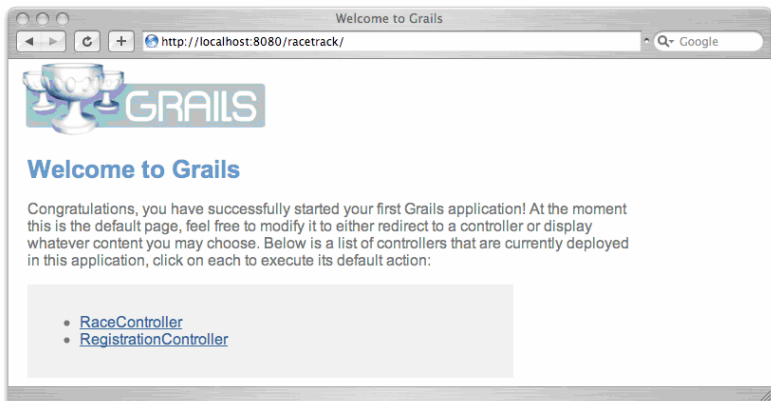 Welcome to Grails
http://localhost:8080/racetrack/
Google
GRAILS
Welcome to Grails
Congratulations, you have successfully started your first Grails application! At the moment
this is the default page, feel free to modify it to either redirect to a controller or display
whatever content you may choose. Below is a list of controllers that are currently deployed
in this application, click on each to execute its default action:
• RaceController
• RegistrationController